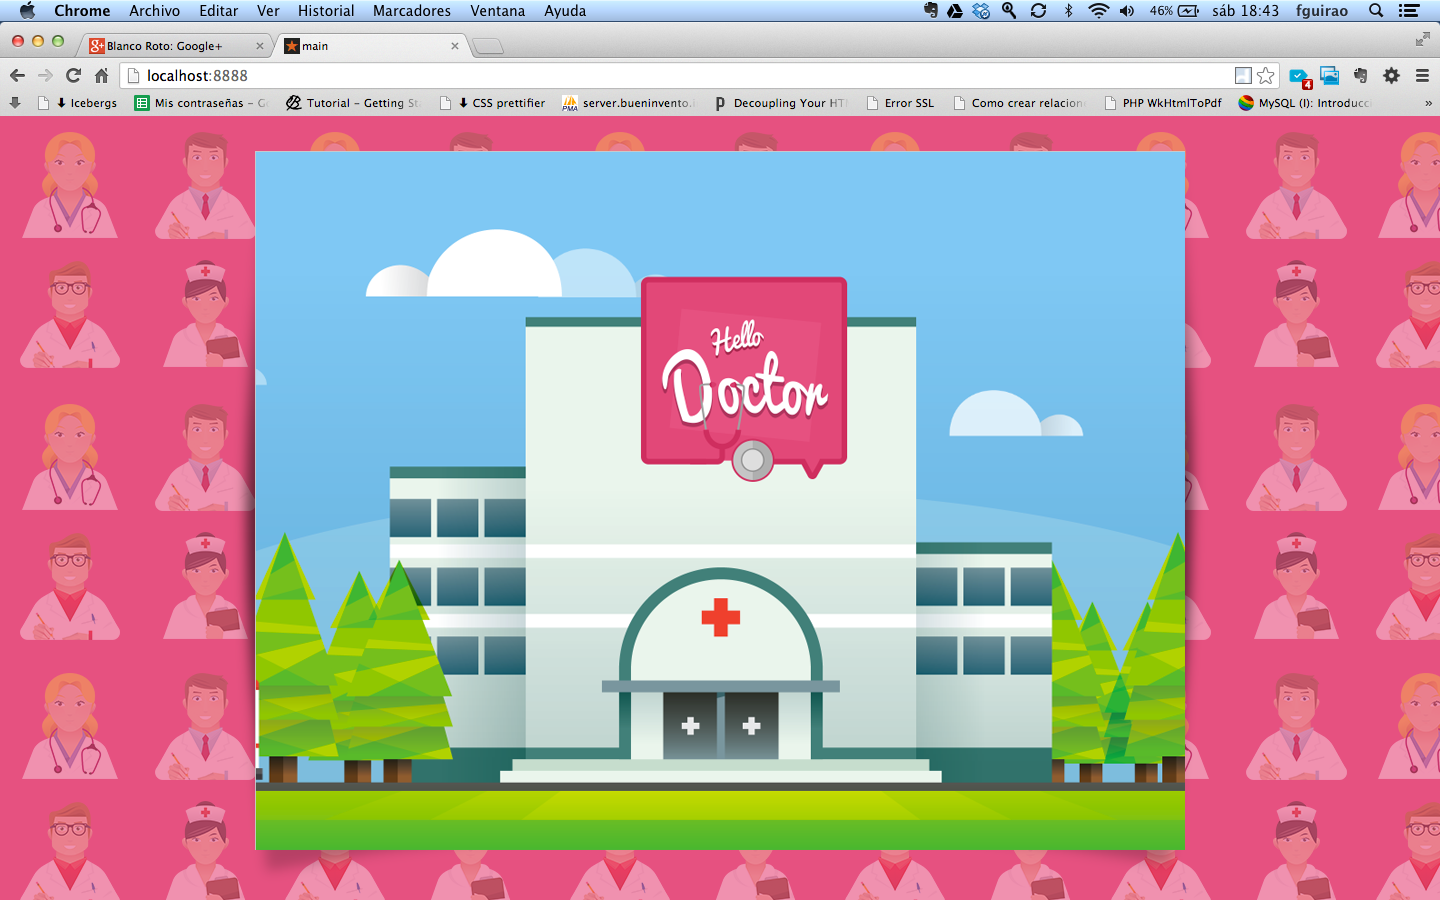 Chrome Archivo Editar Ver Historial Marcadores Ventana Ayuda 46% sáb 18:43 fguirao
Blanco Roto: Google+ main
localhost:8888
4
Icebergs Mis contraseñas – G Tutorial – Getting St PMA server.bueninvento. Decoupling Your HT Error SSL Como crear relacion PHP WkHtmlToPdf MySQL (I): Introducc »
Hello
Doctor